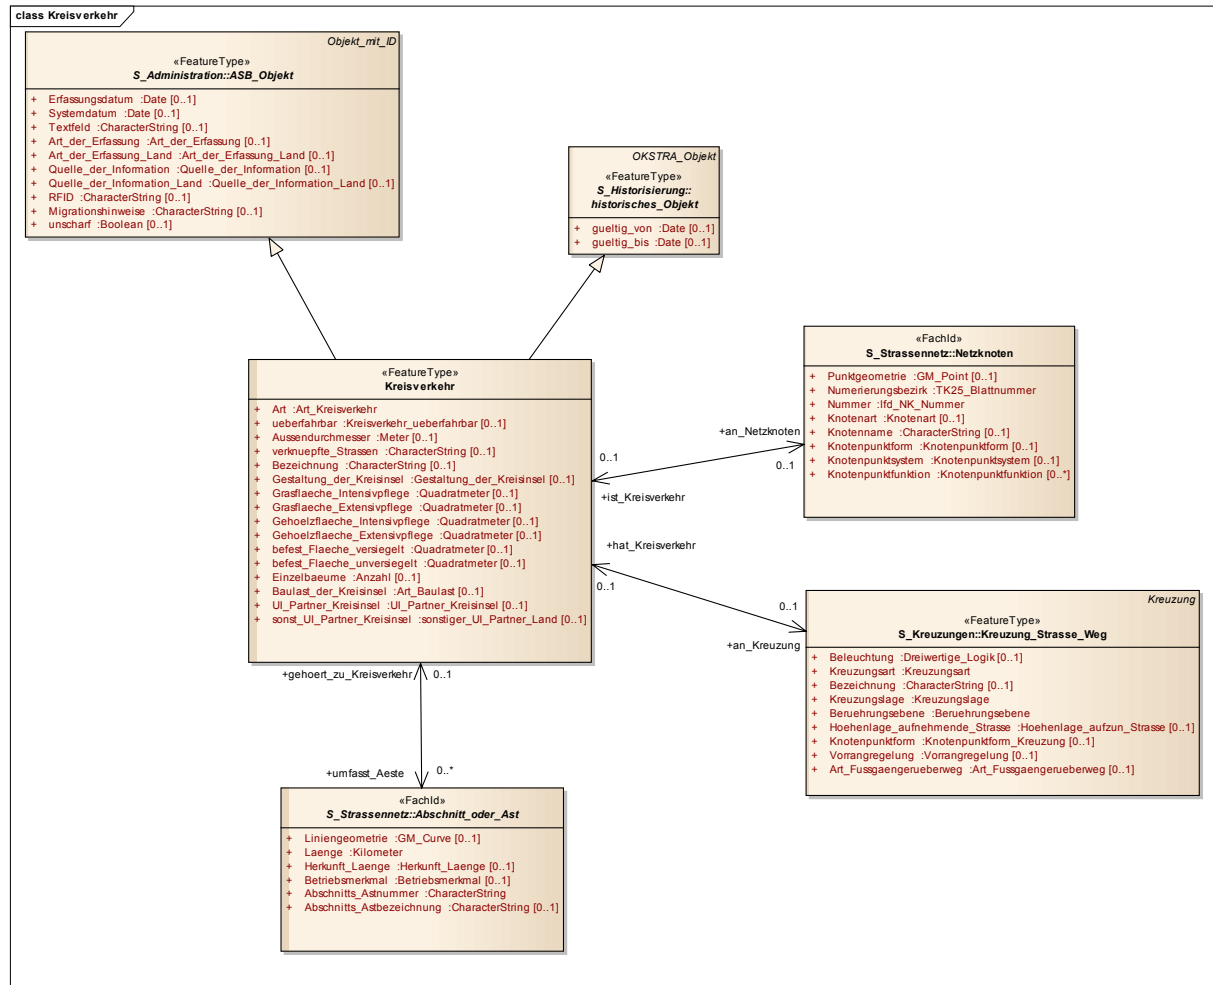 class Kreisverkehr
Objekt_mit_ID
«FeatureType»
S_Administration::ASB_Objekt
+ Erfassungsdatum :Date [0..1]
+ Systemdatum :Date [0..1]
+ Textfeld :CharacterString [0..1]
+ Art_der_Erfassung :Art_der_Erfassung [0..1]
+ Art_der_Erfassung_Land :Art_der_Erfassung_Land [0..1]
+ Quelle_der_Information :Quelle_der_Information [0..1]
+ Quelle_der_Information_Land :Quelle_der_Information_Land [0..1]
+ RFID :CharacterString [0..1]
+ Migrationshinweise :CharacterString [0..1]
+ unscharf :Boolean [0..1]
OKSTRA_Objekt
«FeatureType»
S_Historisierung::
historisches_Objekt
+ gueltig_von :Date [0..1]
+ gueltig_bis :Date [0..1]
«FeatureType»
Kreisverkehr
+ Art :Art_Kreisverkehr
+ ueberfahrbar :Kreisverkehr_ueberfahrbar [0..1]
+ Aussendurchmesser :Meter [0..1]
+ verknuepfte_Strassen :CharacterString [0..1]
+ Bezeichnung :CharacterString [0..1]
+ Gestaltung_der_Kreisinsel :Gestaltung_der_Kreisinsel [0..1]
+ Grasflaeche_Intensivpflege :Quadratmeter [0..1]
+ Grasflaeche_Extensivpflege :Quadratmeter [0..1]
+ Gehoelzflaeche_Intensivpflege :Quadratmeter [0..1]
+ Gehoelzflaeche_Extensivpflege :Quadratmeter [0..1]
+ befest_Flaeche_versiegelt :Quadratmeter [0..1]
+ befest_Flaeche_unversiegelt :Quadratmeter [0..1]
+ Einzelbaeume :Anzahl [0..1]
+ Baulast_der_Kreisinsel :Art_Baulast [0..1]
+ UI_Partner_Kreisinsel :UI_Partner_Kreisinsel [0..1]
+ sonst_UI_Partner_Kreisinsel :sonstiger_UI_Partner_Land [0..1]
«FachId»
S_Strassennetz::Netzknoten
+ Punktgeometrie :GM_Point [0..1]
+ Numerierungsbezirk :TK25_Blattnummer
+ Nummer :lfd_NK_Nummer
+ Knotenart :Knotenart [0..1]
+ Knotenname :CharacterString [0..1]
+ Knotenpunktform :Knotenpunktform [0..1]
+ Knotenpunktsystem :Knotenpunktsystem [0..1]
+ Knotenpunktfunktion :Knotenpunktfunktion [0..*]
+an_Netzknoten
0..1
0..1
+ist_Kreisverkehr
+hat_Kreisverkehr
0..1
0..1
+an_Kreuzung
Kreuzung
«FeatureType»
S_Kreuzungen::Kreuzung_Strasse_Weg
+ Beleuchtung :Dreiwertige_Logik [0..1]
+ Kreuzungsart :Kreuzungsart
+ Bezeichnung :CharacterString [0..1]
+ Kreuzungslage :Kreuzungslage
+ Beruehrungsebene :Beruehrungsebene
+ Hoehenlage_aufnehmende_Strasse :Hoehenlage_aufzun_Strasse [0..1]
+ Knotenpunktform :Knotenpunktform_Kreuzung [0..1]
+ Vorrangregelung :Vorrangregelung [0..1]
+ Art_Fussgaengerueberweg :Art_Fussgaengerueberweg [0..1]
+gehoert_zu_Kreisverkehr 0..1
+umfasst_Aeste 0..*
«FachId»
S_Strassennetz::Abschnitt_oder_Ast
+ Liniengeometrie :GM_Curve [0..1]
+ Laenge :Kilometer
+ Herkunft_Laenge :Herkunft_Laenge [0..1]
+ Betriebsmerkmal :Betriebsmerkmal [0..1]
+ Abschnitts_Astnummer :CharacterString
+ Abschnitts_Astbezeichnung :CharacterString [0..1]